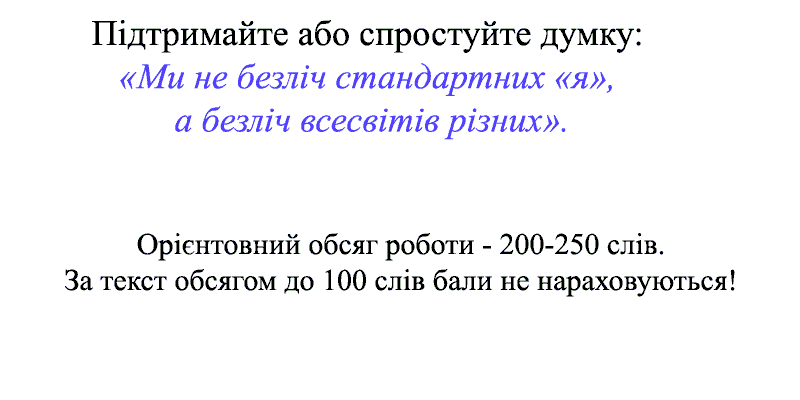 Підтримайте або спростуйте думку:
«Ми не безліч стандартних «я»,
а безліч всесвітів різних».
Орієнтовний обсяг роботи - 200-250 слів.
За текст обсягом до 100 слів бали не нараховуються!